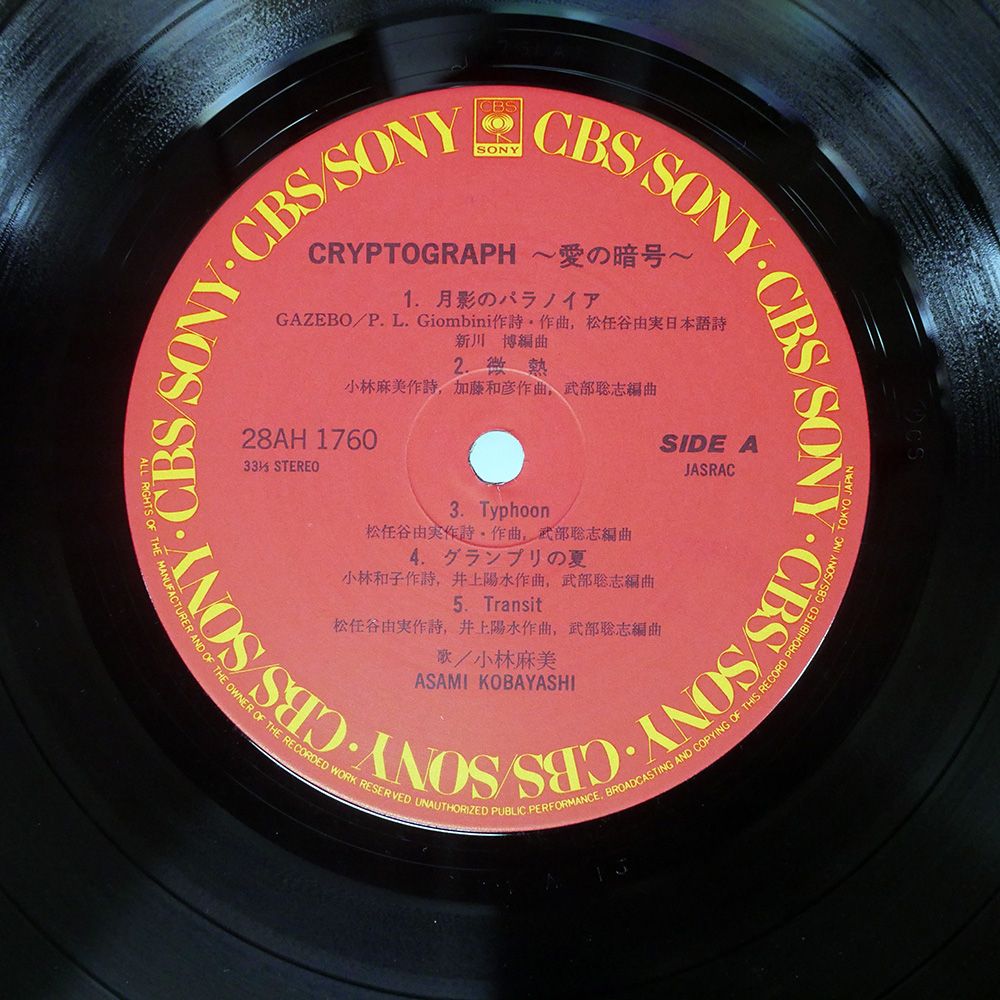 CBS
SONY
CBS/SONY · CBS/SONY · CBS/SONY · CBS/SONY · CBS/SONY · CBS/SONY · CBS/SONY · CBS/SONY · CBS/SONY · CBS/SONY
CRYPTOGRAPH ～愛の暗号～
1. 月影のパラノイア
GAZEBO／P. L. Giombini作詩・作曲, 松任谷由実日本語詩
新川 博編曲
2. 微 熱
小林麻美作詩, 加藤和彦作曲, 武部聡志編曲
28AH 1760
33⅓ STEREO
SIDE A
JASRAC
3. Typhoon
松任谷由実作詩・作曲, 武部聡志編曲
4. グランプリの夏
小林和子作詩, 井上陽水作曲, 武部聡志編曲
5. Transit
松任谷由実作詩, 井上陽水作曲, 武部聡志編曲
歌／小林麻美
ASAMI KOBAYASHI
ALL RIGHTS OF THE MANUFACTURER AND OF THE OWNER OF THE RECORDED WORK RESERVED UNAUTHORIZED PUBLIC PERFORMANCE, BROADCASTING AND COPYING OF THIS RECORD PROHIBITED CBS/SONY INC TOKYO JAPAN